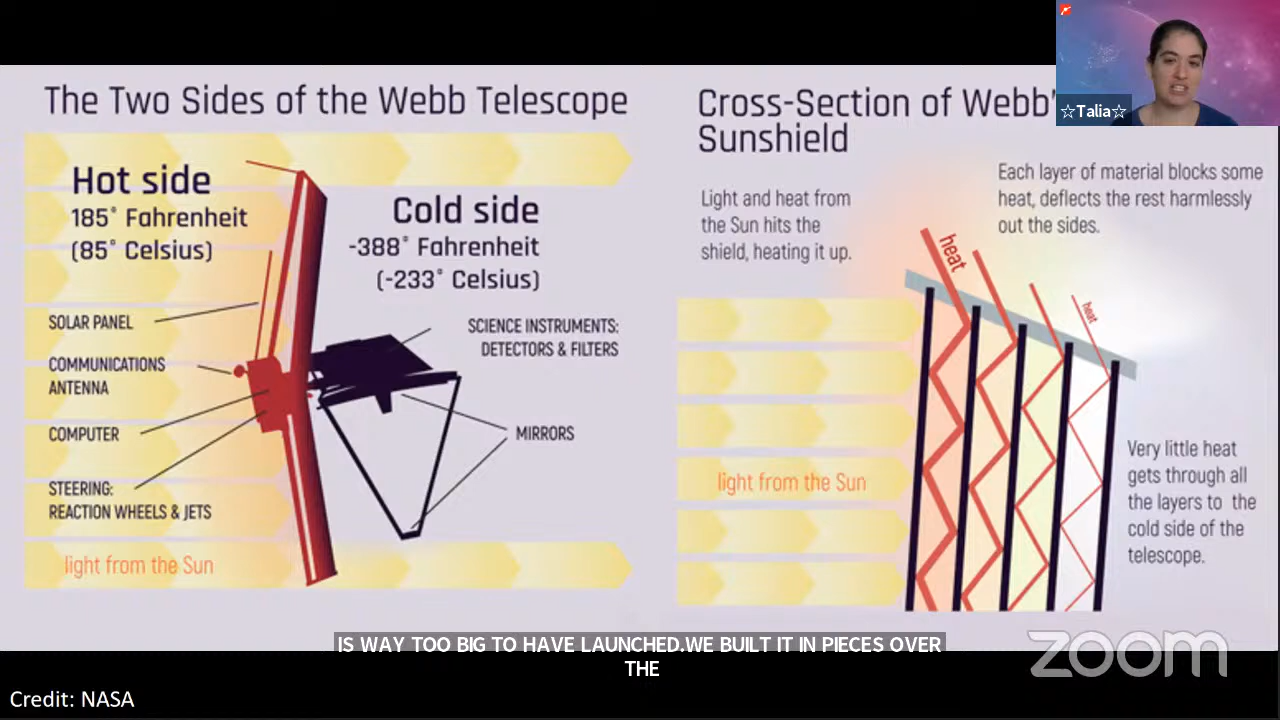 The Two Sides of the Webb Telescope
Hot side
185° Fahrenheit
(85° Celsius)
Cold side
-388° Fahrenheit
(-233° Celsius)
SOLAR PANEL
COMMUNICATIONS
ANTENNA
COMPUTER
STEERING:
REACTION WHEELS & JETS
SCIENCE INSTRUMENTS:
DETECTORS & FILTERS
MIRRORS
light from the Sun
Cross-Section of Webb'
Sunshield
☆Talia☆
Light and heat from
the Sun hits the
shield, heating it up.
Each layer of material blocks some
heat, deflects the rest harmlessly
out the sides.
heat
heat
light from the Sun
Very little heat
gets through all
the layers to the
cold side of the
telescope.
IS WAY TOO BIG TO HAVE LAUNCHED.WE BUILT IT IN PIECES OVER
THE
zoom
Credit: NASA